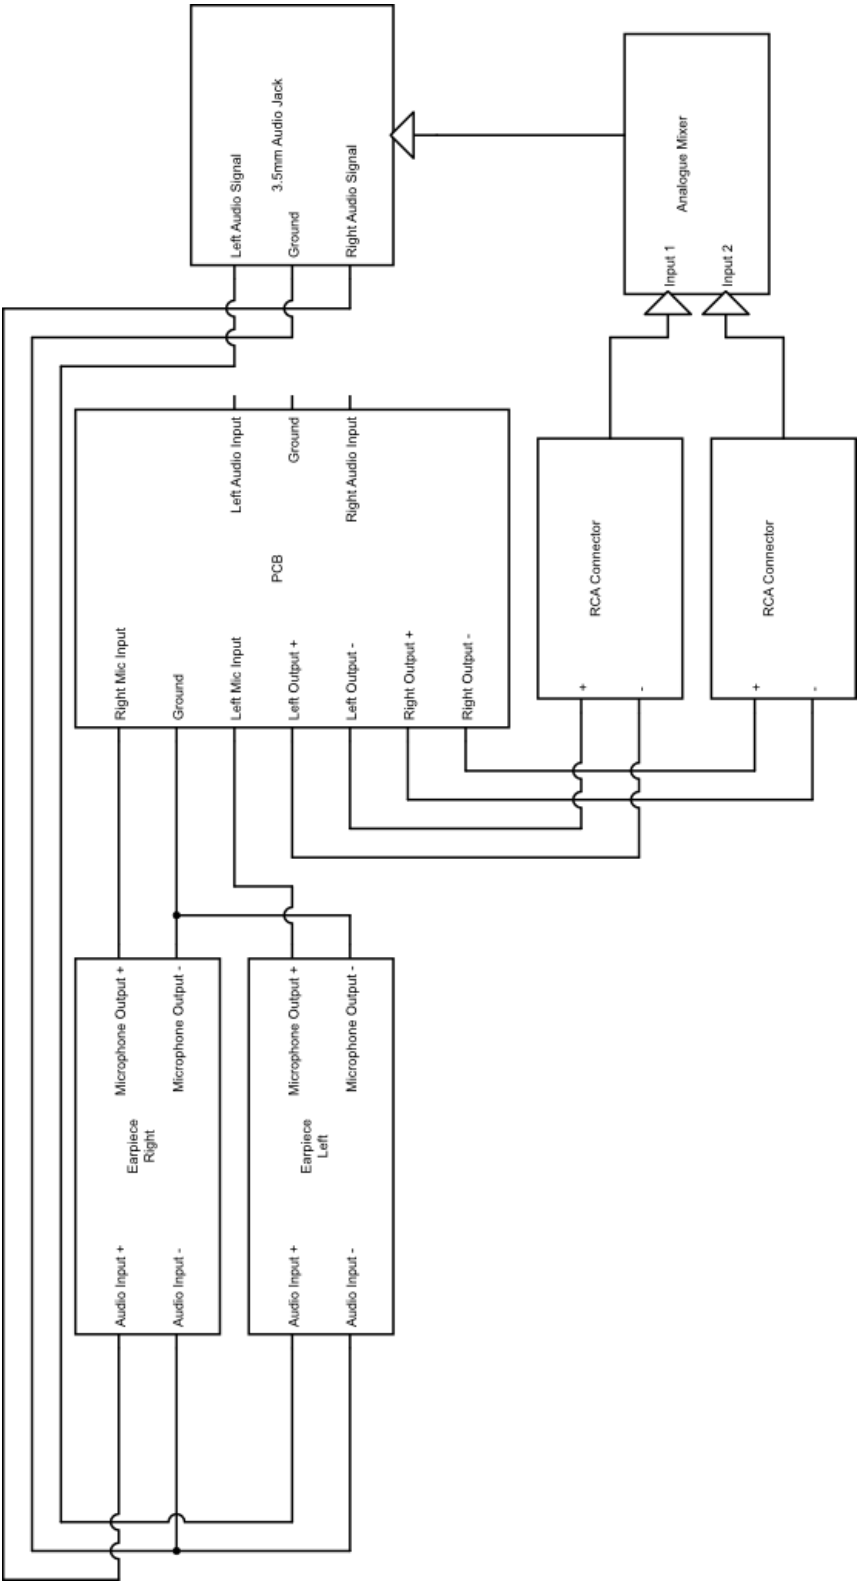 3.5mm Audio Jack
Left Audio Signal
Ground
Right Audio Signal
Analogue Mixer
Input 1
Input 2
Left Audio Input
Ground
Right Audio Input
PCB
Right Mic Input
Ground
Left Mic Input
Left Output +
Left Output -
Right Output +
Right Output -
RCA Connector
+
-
RCA Connector
+
-
Microphone Output +
Microphone Output -
Earpiece
Right
Audio Input +
Audio Input -
Microphone Output +
Microphone Output -
Earpiece
Left
Audio Input +
Audio Input -